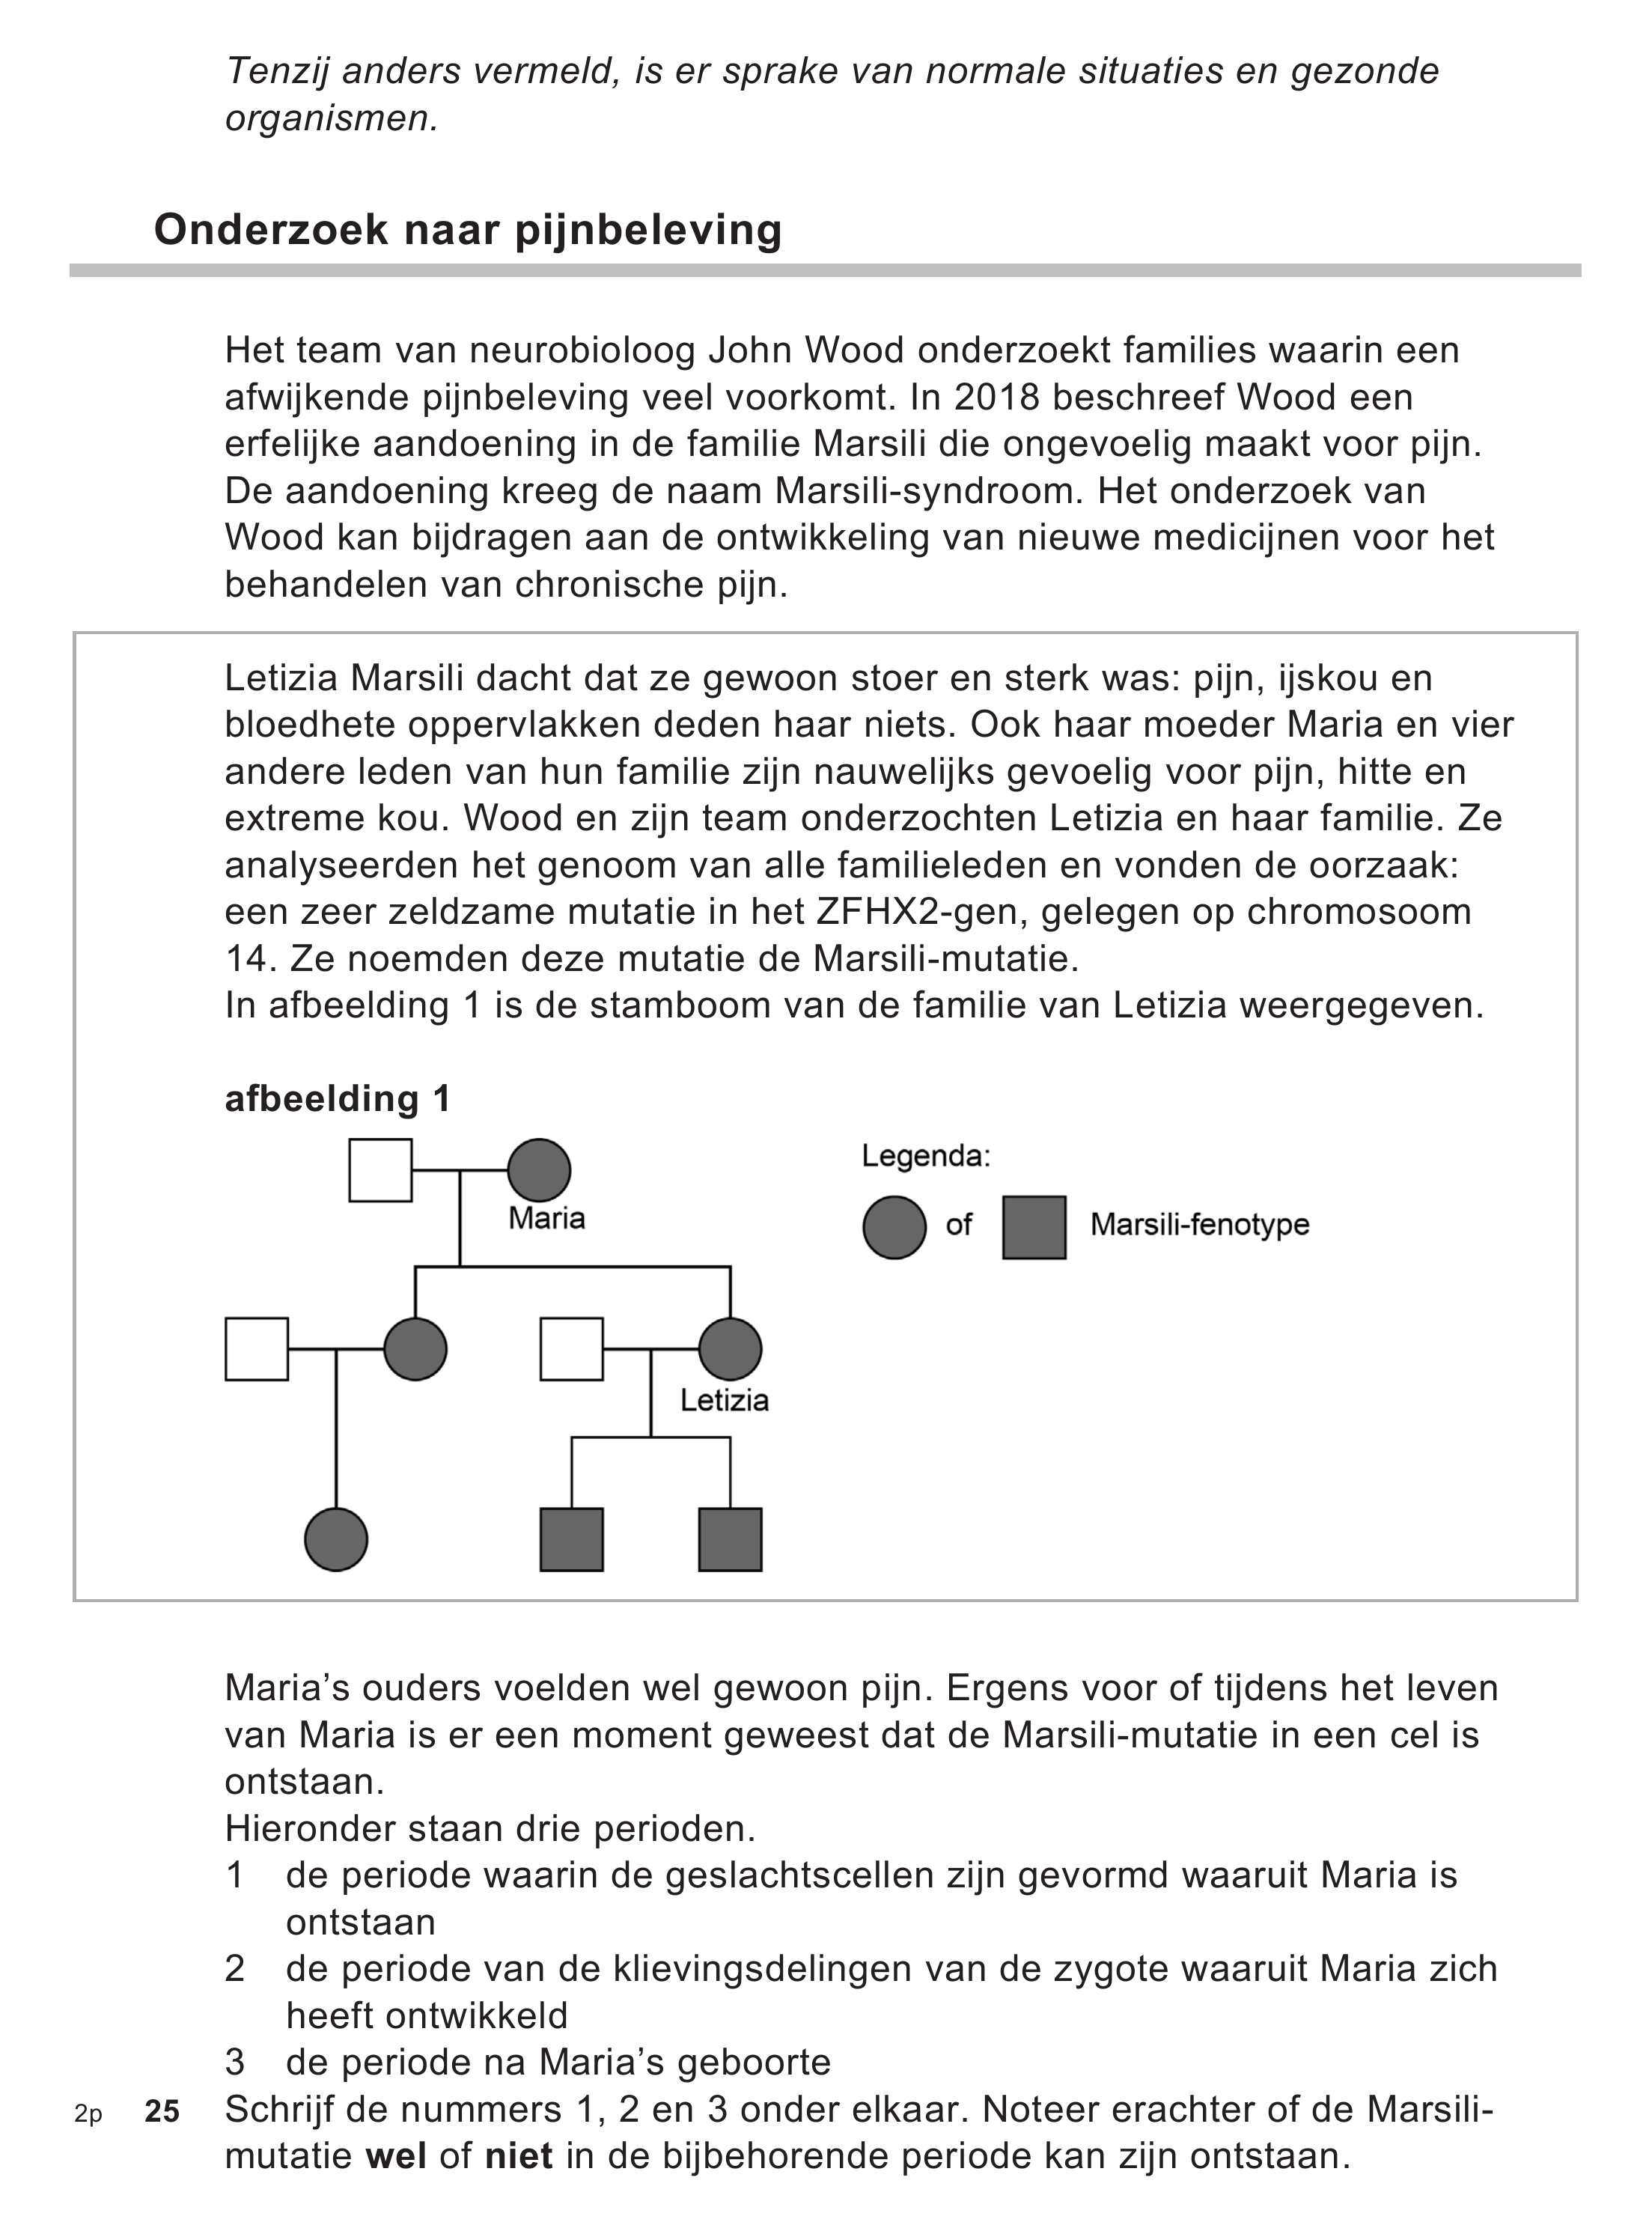 Tenzij anders vermeld, is er sprake van normale situaties en gezonde
organismen.
Onderzoek naar pijnbeleving
Het team van neurobioloog John Wood onderzoekt families waarin een
afwijkende pijnbeleving veel voorkomt. In 2018 beschreef Wood een
erfelijke aandoening in de familie Marsili die ongevoelig maakt voor pijn.
De aandoening kreeg de naam Marsili-syndroom. Het onderzoek van
Wood kan bijdragen aan de ontwikkeling van nieuwe medicijnen voor het
behandelen van chronische pijn.
Letizia Marsili dacht dat ze gewoon stoer en sterk was: pijn, ijskou en
bloedhete oppervlakken deden haar niets. Ook haar moeder Maria en vier
andere leden van hun familie zijn nauwelijks gevoelig voor pijn, hitte en
extreme kou. Wood en zijn team onderzochten Letizia en haar familie. Ze
analyseerden het genoom van alle familieleden en vonden de oorzaak:
een zeer zeldzame mutatie in het ZFHX2-gen, gelegen op chromosoom
14. Ze noemden deze mutatie de Marsili-mutatie.
In afbeelding 1 is de stamboom van de familie van Letizia weergegeven.
afbeelding 1
Legenda:
of Marsili-fenotype
Maria
Letizia
Maria's ouders voelden wel gewoon pijn. Ergens voor of tijdens het leven
van Maria is er een moment geweest dat de Marsili-mutatie in een cel is
ontstaan.
Hieronder staan drie perioden.
1 de periode waarin de geslachtscellen zijn gevormd waaruit Maria is
ontstaan
2 de periode van de klievingsdelingen van de zygote waaruit Maria zich
heeft ontwikkeld
3 de periode na Maria's geboorte
2p 25 Schrijf de nummers 1, 2 en 3 onder elkaar. Noteer erachter of de Marsili-
mutatie wel of niet in de bijbehorende periode kan zijn ontstaan.